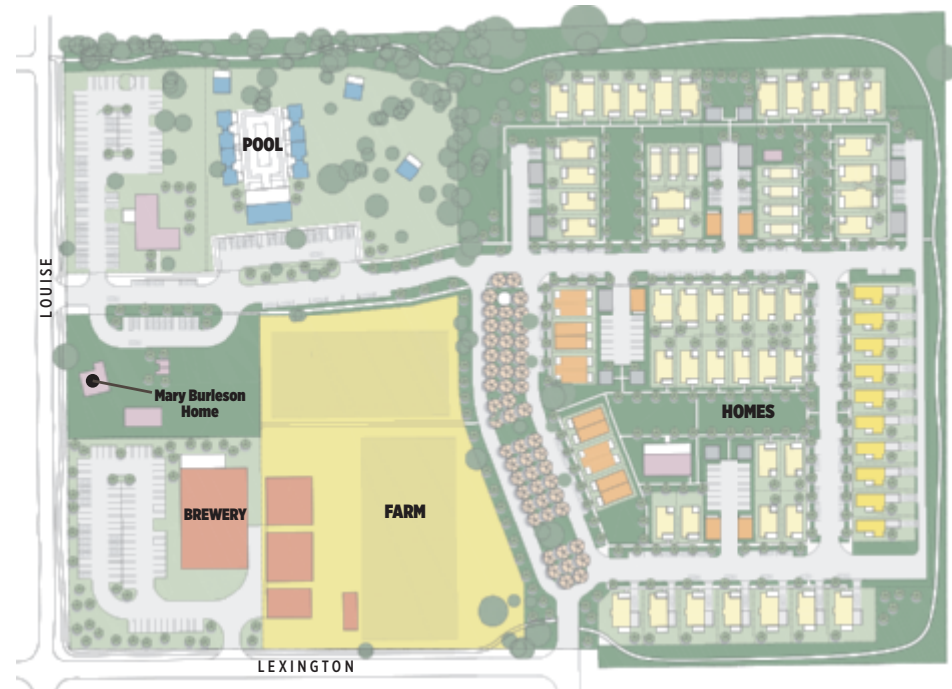 POOL
LOUISE
Mary Burleson
Home
HOMES
BREWERY
FARM
LEXINGTON